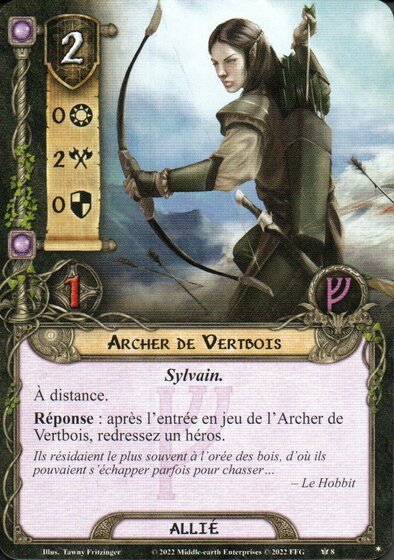 2
0
2
0
1
Archer de Vertbois
Sylvain.
À distance.
Réponse : après l'entrée en jeu de l'Archer de
Vertbois, redressez un héros.
Ils résidaient le plus souvent à l'orée des bois, d'où ils
pouvaient s'échapper parfois pour chasser…
– Le Hobbit
Allié
Illus. Tawny Fritzinger © 2022 Middle-earth Enterprises © 2022 FFG 8